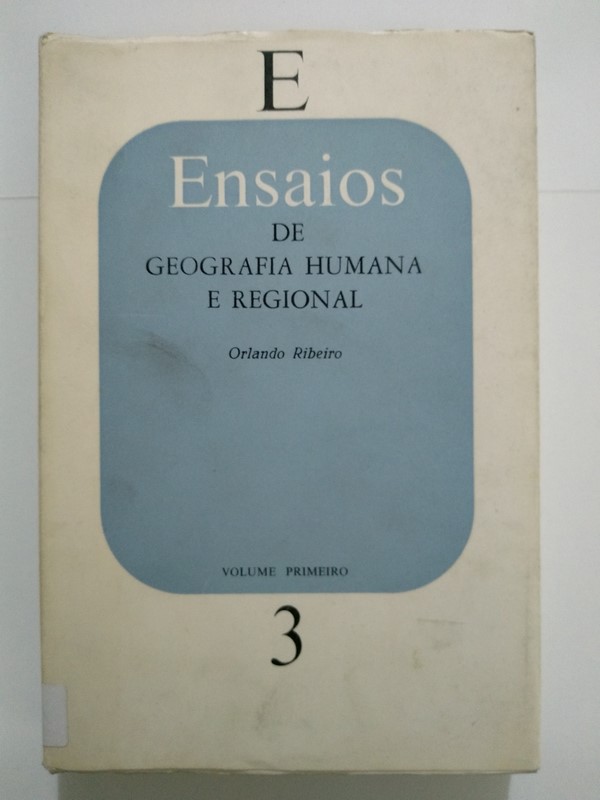 E
Ensaios
DE
GEOGRAFIA HUMANA
E REGIONAL
Orlando Ribeiro
VOLUME PRIMEIRO
3